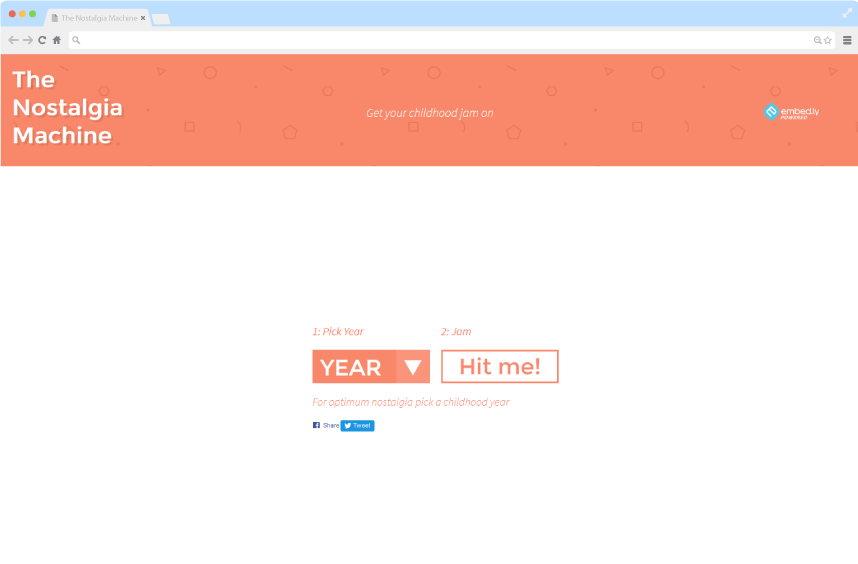 The Nostalgia Machine
The
Nostalgia
Machine
Get your childhood jam on
embed.ly
POWERED
1: Pick Year
2: Jam
YEAR
Hit me!
For optimum nostalgia pick a childhood year
Share
Tweet